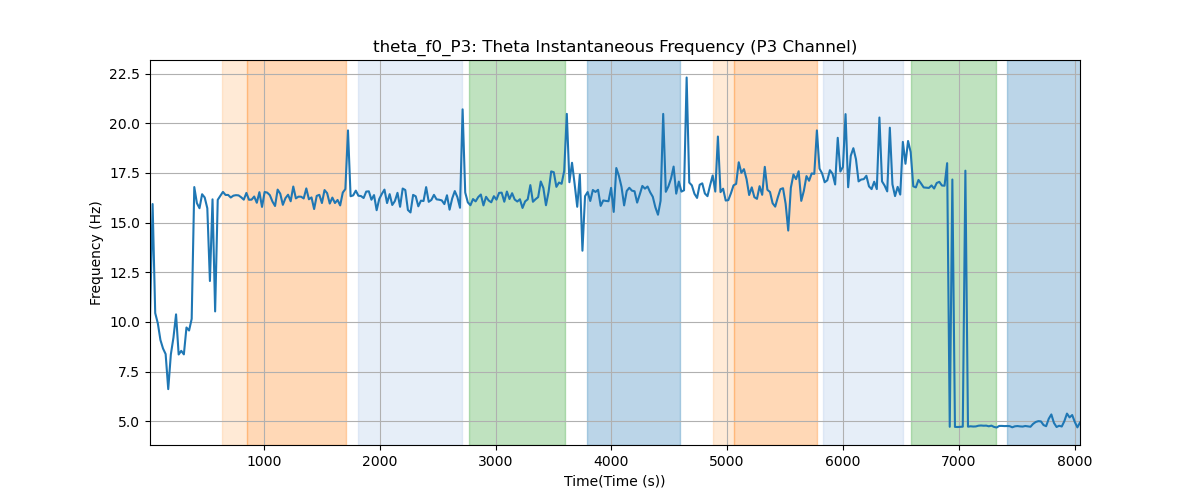 theta_f0_P3: Theta Instantaneous Frequency (P3 Channel)
22.5
20.0
17.5
15.0
12.5
10.0
7.5
5.0
Frequency (Hz)
1000 2000 3000 4000 5000 6000 7000 8000
Time(Time (s))